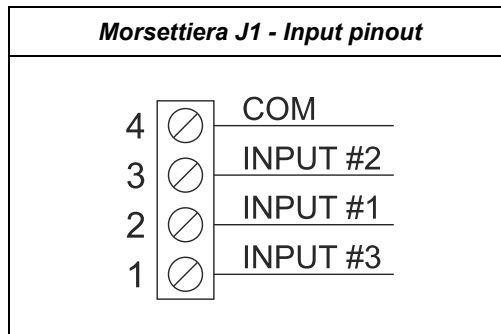 Morsettiera J1 - Input pinout
4 COM
3 INPUT #2
2 INPUT #1
1 INPUT #3